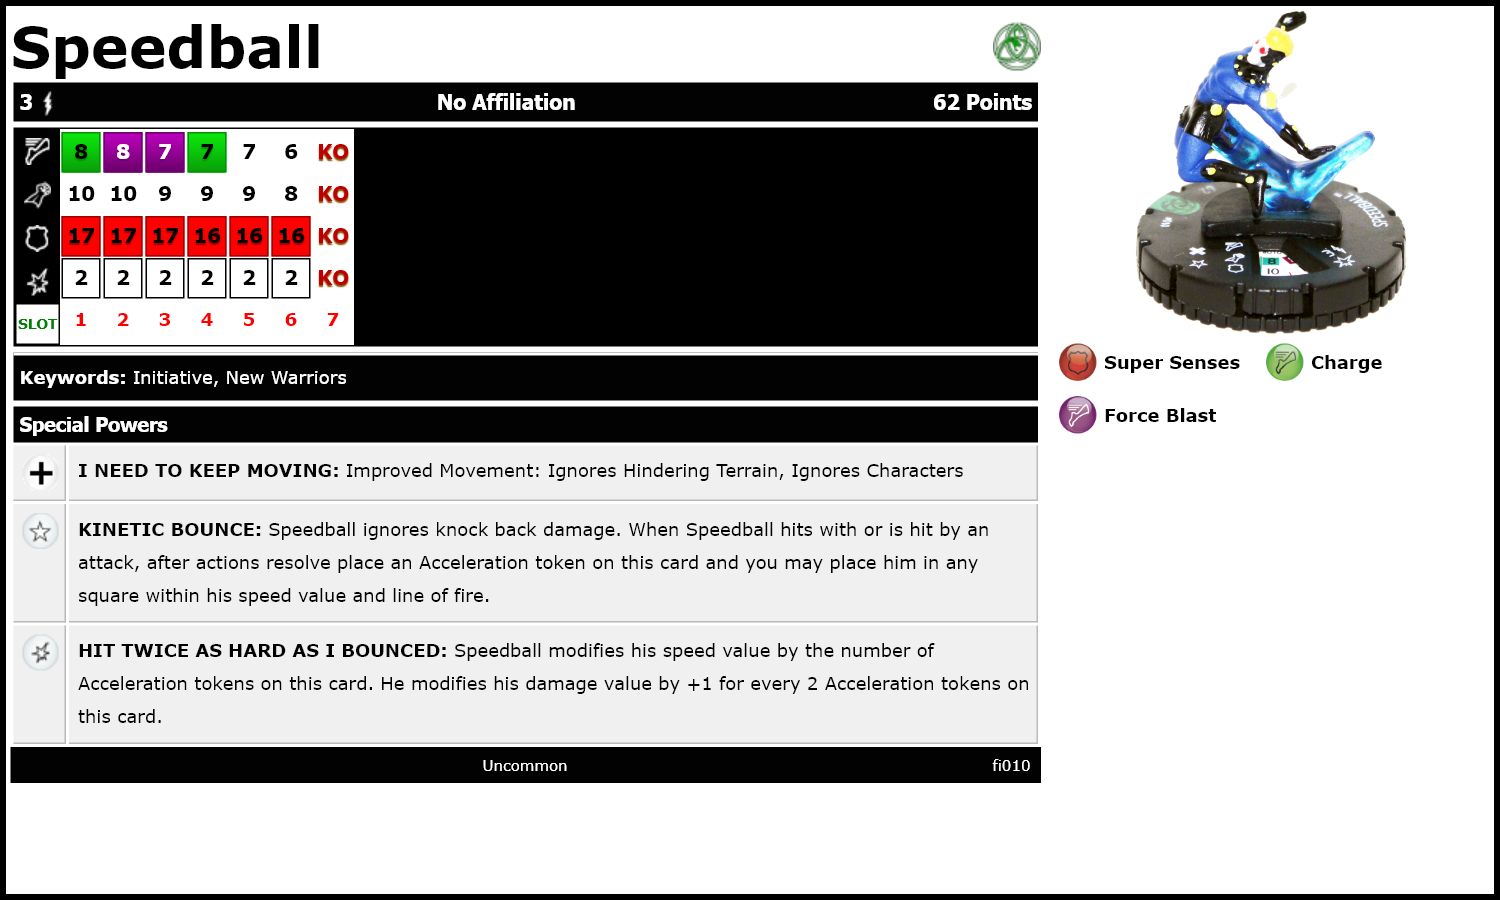 Speedball
3 No Affiliation 62 Points
8 8 7 7 7 6 KO
10 10 9 9 9 8 KO
17 17 17 16 16 16 KO
2 2 2 2 2 2 KO
SLOT 1 2 3 4 5 6 7
Keywords: Initiative, New Warriors
Special Powers
I NEED TO KEEP MOVING: Improved Movement: Ignores Hindering Terrain, Ignores Characters
KINETIC BOUNCE: Speedball ignores knock back damage. When Speedball hits with or is hit by an
attack, after actions resolve place an Acceleration token on this card and you may place him in any
square within his speed value and line of fire.
HIT TWICE AS HARD AS I BOUNCED: Speedball modifies his speed value by the number of
Acceleration tokens on this card. He modifies his damage value by +1 for every 2 Acceleration tokens on
this card.
Uncommon fi010
SPEEDBALL
8
10
Super Senses Charge
Force Blast